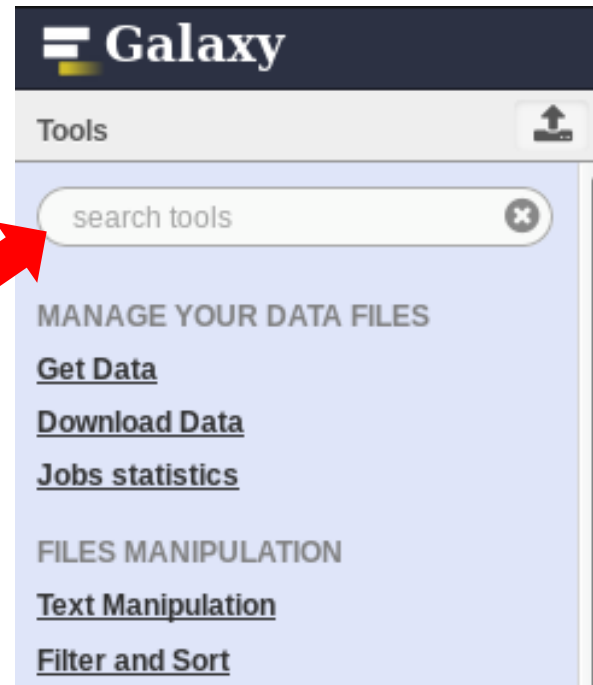 Galaxy
Tools
search tools
MANAGE YOUR DATA FILES
Get Data
Download Data
Jobs statistics
FILES MANIPULATION
Text Manipulation
Filter and Sort